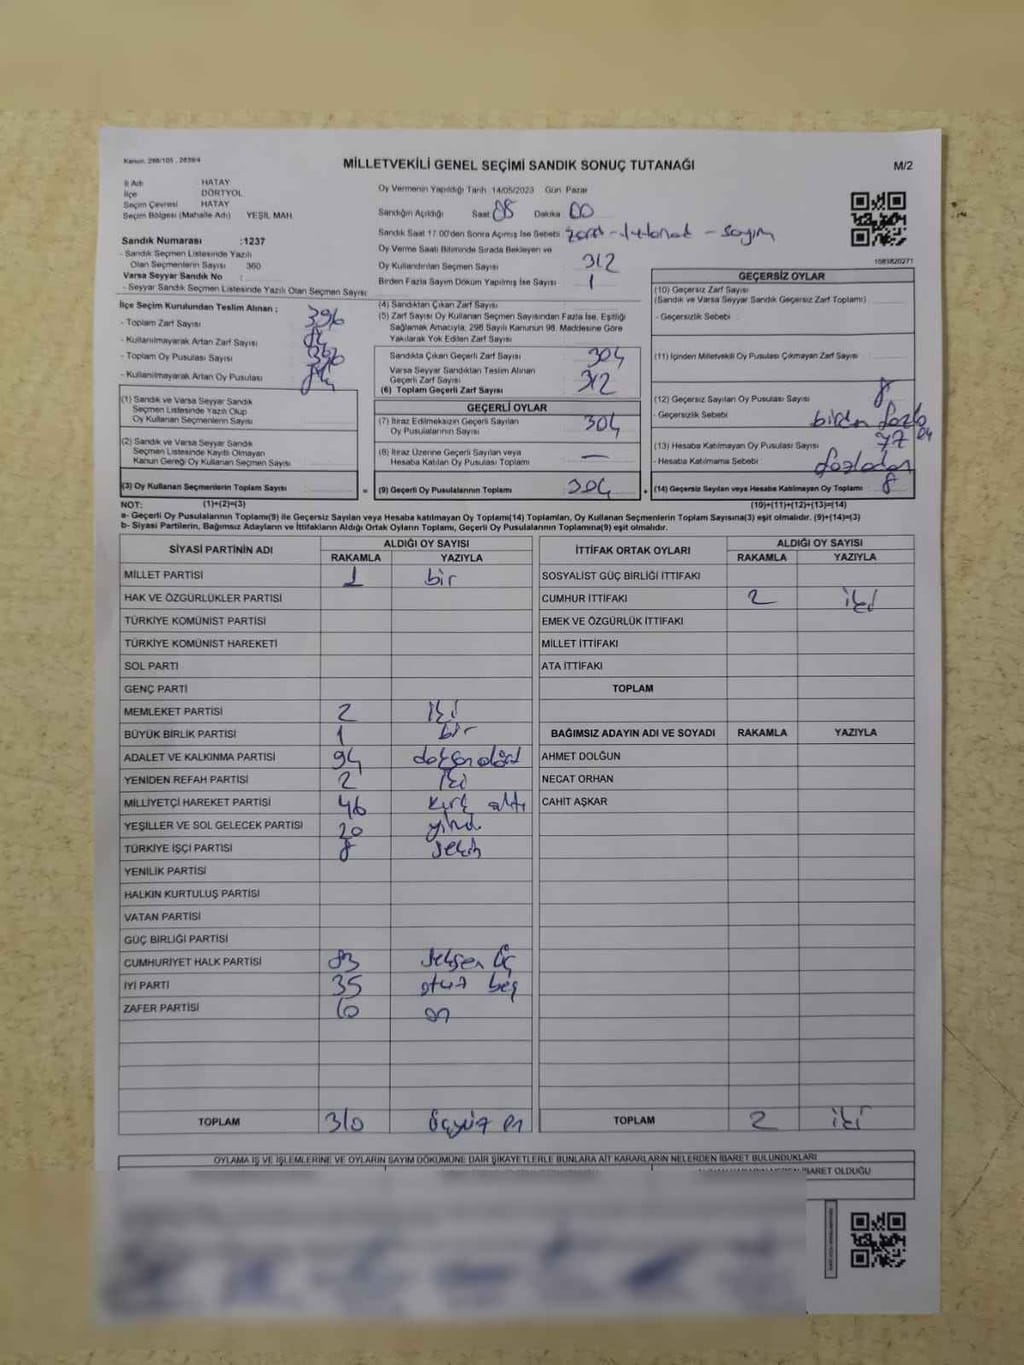 Kanun: 298/105 , 2839/4
MİLLETVEKİLİ GENEL SEÇİMİ SANDIK SONUÇ TUTANAĞI
M/2
İl Adı HATAY
İlçe DÖRTYOL
Seçim Çevresi HATAY
Seçim Bölgesi (Mahalle Adı) YEŞİL MAH.
Oy Vermenin Yapıldığı Tarih 14/05/2023 Gün Pazar
Sandığın Açıldığı Saat 08 Dakika 00
Sandık Saat 17.00'den Sonra Açılmış İse Sebebi
Oy Verme Saati Bitiminde Sırada Bekleyen ve
Oy Kullandırılan Seçmen Sayısı 312
Birden Fazla Sayım Döküm Yapılmış İse Sayısı 1
Sandık Numarası :1237
- Sandık Seçmen Listesinde Yazılı
Olan Seçmenlerin Sayısı 360
Varsa Seyyar Sandık No :
- Seyyar Sandık Seçmen Listesinde Yazılı Olan Seçmen Sayısı:
İlçe Seçim Kurulundan Teslim Alınan ;
- Toplam Zarf Sayısı 396
- Kullanılmayarak Artan Zarf Sayısı 84
- Toplam Oy Pusulası Sayısı 396
- Kullanılmayarak Artan Oy Pusulası 84
(1) Sandık ve Varsa Seyyar Sandık
Seçmen Listesinde Yazılı Olup
Oy Kullanan Seçmenlerin Sayısı
(2) Sandık ve Varsa Seyyar Sandık
Seçmen Listesinde Kayıtlı Olmayan
Kanun Gereği Oy Kullanan Seçmen Sayısı
(3) Oy Kullanan Seçmenlerin Toplam Sayısı
(4) Sandıktan Çıkan Zarf Sayısı
(5) Zarf Sayısı Oy Kullanan Seçmen Sayısından Fazla İse, Eşitliği
Sağlamak Amacıyla, 298 Sayılı Kanunun 98. Maddesine Göre
Yakılarak Yok Edilen Zarf Sayısı
Sandıkta Çıkan Geçerli Zarf Sayısı 304
Varsa Seyyar Sandıktan Teslim Alınan
Geçerli Zarf Sayısı
(6) Toplam Geçerli Zarf Sayısı 312
GEÇERLİ OYLAR
(7) İtiraz Edilmeksizin Geçerli Sayılan
Oy Pusulalarının Sayısı 304
(8) İtiraz Üzerine Geçerli Sayılan veya
Hesaba Katılan Oy Pusulası Toplamı —
= (9) Geçerli Oy Pusulalarının Toplamı 304 +
1081820271
GEÇERSİZ OYLAR
(10) Geçersiz Zarf Sayısı
(Sandık ve Varsa Seyyar Sandık Geçersiz Zarf Toplamı)
- Geçersizlik Sebebi :
(11) İçinden Milletvekili Oy Pusulası Çıkmayan Zarf Sayısı
(12) Geçersiz Sayılan Oy Pusulası Sayısı 8
- Geçersizlik Sebebi birden fazla
(13) Hesaba Katılmayan Oy Pusulası Sayısı
- Hesaba Katılmama Sebebi fazladan
(14) Geçersiz Sayılan veya Hesaba Katılmayan Oy Toplamı 8
NOT: (1)+(2)=(3) (10)+(11)+(12)+(13)=(14)
a- Geçerli Oy Pusulalarının Toplamı(9) ile Geçersiz Sayılan veya Hesaba katılmayan Oy Toplamı(14) Toplamları, Oy Kullanan Seçmenlerin Toplam Sayısına(3) eşit olmalıdır. (9)+(14)=(3)
b- Siyasi Partilerin, Bağımsız Adayların ve İttifakların Aldığı Ortak Oyların Toplamı, Geçerli Oy Pusulalarının Toplamına(9) eşit olmalıdır.
SİYASİ PARTİNİN ADI ALDIĞI OY SAYISI
RAKAMLA YAZIYLA
MİLLET PARTİSİ 1 bir
HAK VE ÖZGÜRLÜKLER PARTİSİ
TÜRKİYE KOMÜNİST PARTİSİ
TÜRKİYE KOMÜNİST HAREKETİ
SOL PARTİ
GENÇ PARTİ
MEMLEKET PARTİSİ 2 iki
BÜYÜK BİRLİK PARTİSİ 1 bir
ADALET VE KALKINMA PARTİSİ 94 doksan dört
YENİDEN REFAH PARTİSİ 2 iki
MİLLİYETÇİ HAREKET PARTİSİ 46 kırk altı
YEŞİLLER VE SOL GELECEK PARTİSİ 20 yirmi
TÜRKİYE İŞÇİ PARTİSİ 8 sekiz
YENİLİK PARTİSİ
HALKIN KURTULUŞ PARTİSİ
VATAN PARTİSİ
GÜÇ BİRLİĞİ PARTİSİ
CUMHURİYET HALK PARTİSİ 83 seksen üç
İYİ PARTİ 35 otuz beş
ZAFER PARTİSİ 10 on
TOPLAM 310 üçyüz on
İTTİFAK ORTAK OYLARI ALDIĞI OY SAYISI
RAKAMLA YAZIYLA
SOSYALİST GÜÇ BİRLİĞİ İTTİFAKI
CUMHUR İTTİFAKI 2 iki
EMEK VE ÖZGÜRLÜK İTTİFAKI
MİLLET İTTİFAKI
ATA İTTİFAKI
TOPLAM
BAĞIMSIZ ADAYIN ADI VE SOYADI RAKAMLA YAZIYLA
AHMET DOLĞUN
NECAT ORHAN
CAHİT AŞKAR
TOPLAM 2 iki
OYLAMA İŞ VE İŞLEMLERİNE VE OYLARIN SAYIM DÖKÜMÜNE DAİR ŞİKAYETLERLE BUNLARA AİT KARARLARIN NELERDEN İBARET BULUNDUKLARI
İBARET OLDUĞU